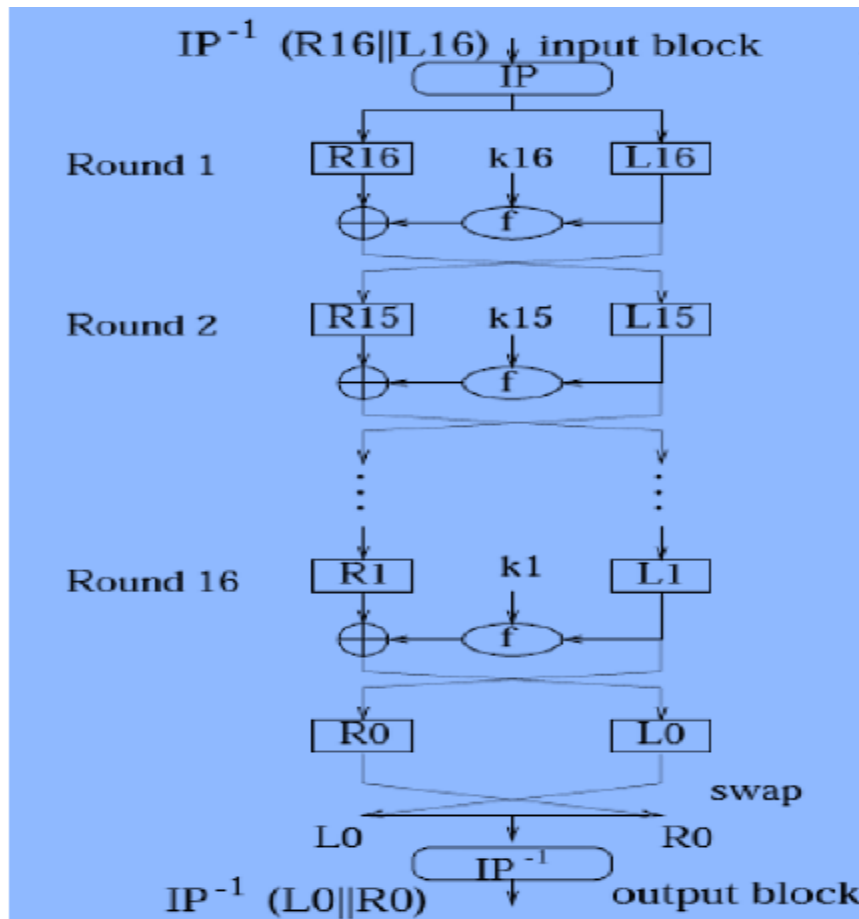 IP⁻¹ (R16||L16) input block
IP
Round 1 R16 k16 L16
f
Round 2 R15 k15 L15
f
Round 16 R1 k1 L1
f
R0 L0
swap
L0 R0
IP⁻¹
IP⁻¹ (L0||R0) output block